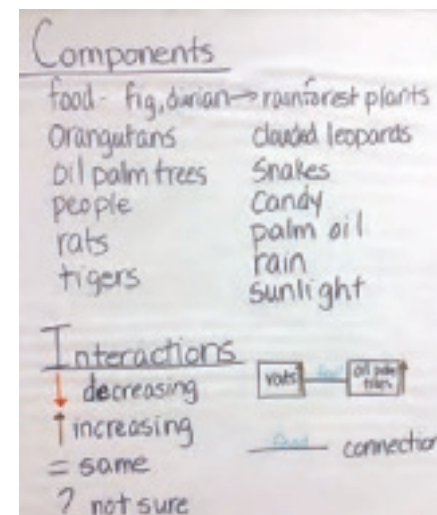 Components
food - fig, durian → rainforest plants
Orangutans
oil palm trees
people
rats
tigers
clouded leopards
Snakes
Candy
palm oil
rain
sunlight
Interactions
↓ decreasing
↑ increasing
= same
? not sure
rats
oil palm
food connection